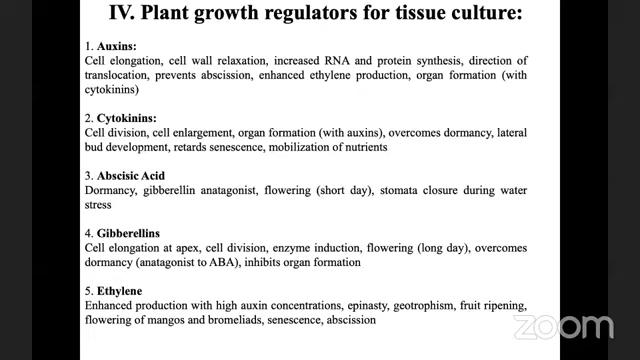 IV. Plant growth regulators for tissue culture:
1. Auxins:
Cell elongation, cell wall relaxation, increased RNA and protein synthesis, direction of
translocation, prevents abscission, enhanced ethylene production, organ formation (with
cytokinins)
2. Cytokinins:
Cell division, cell enlargement, organ formation (with auxins), overcomes dormancy, lateral
bud development, retards senescence, mobilization of nutrients
3. Abscisic Acid
Dormancy, gibberellin anatagonist, flowering (short day), stomata closure during water
stress
4. Gibberellins
Cell elongation at apex, cell division, enzyme induction, flowering (long day), overcomes
dormancy (anatagonist to ABA), inhibits organ formation
5. Ethylene
Enhanced production with high auxin concentrations, epinasty, geotrophism, fruit ripening,
flowering of mangos and bromeliads, senescence, abscission
zoom